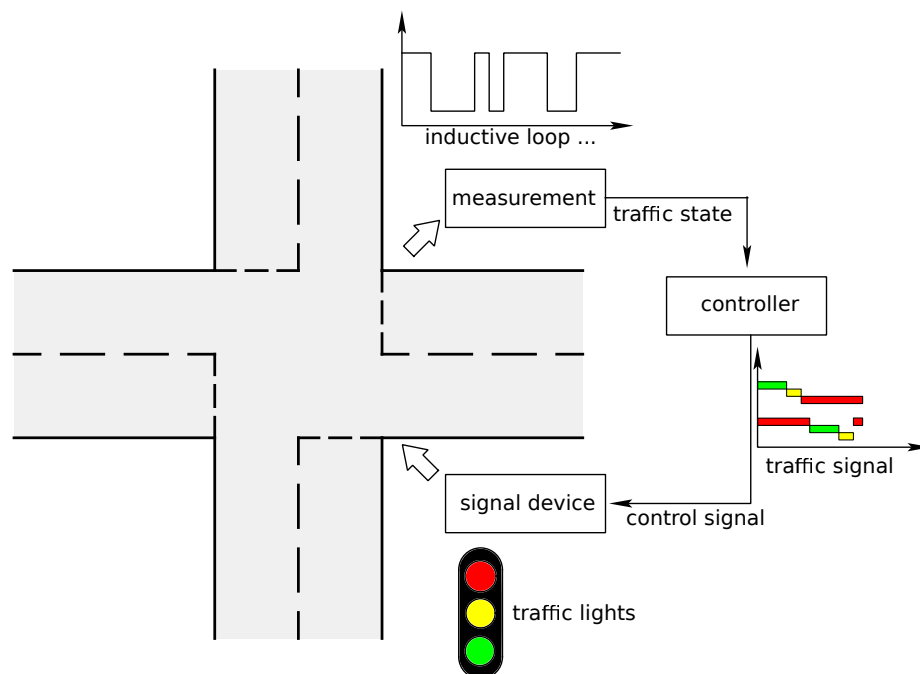 inductive loop ...
measurement
traffic state
controller
traffic signal
signal device
control signal
traffic lights